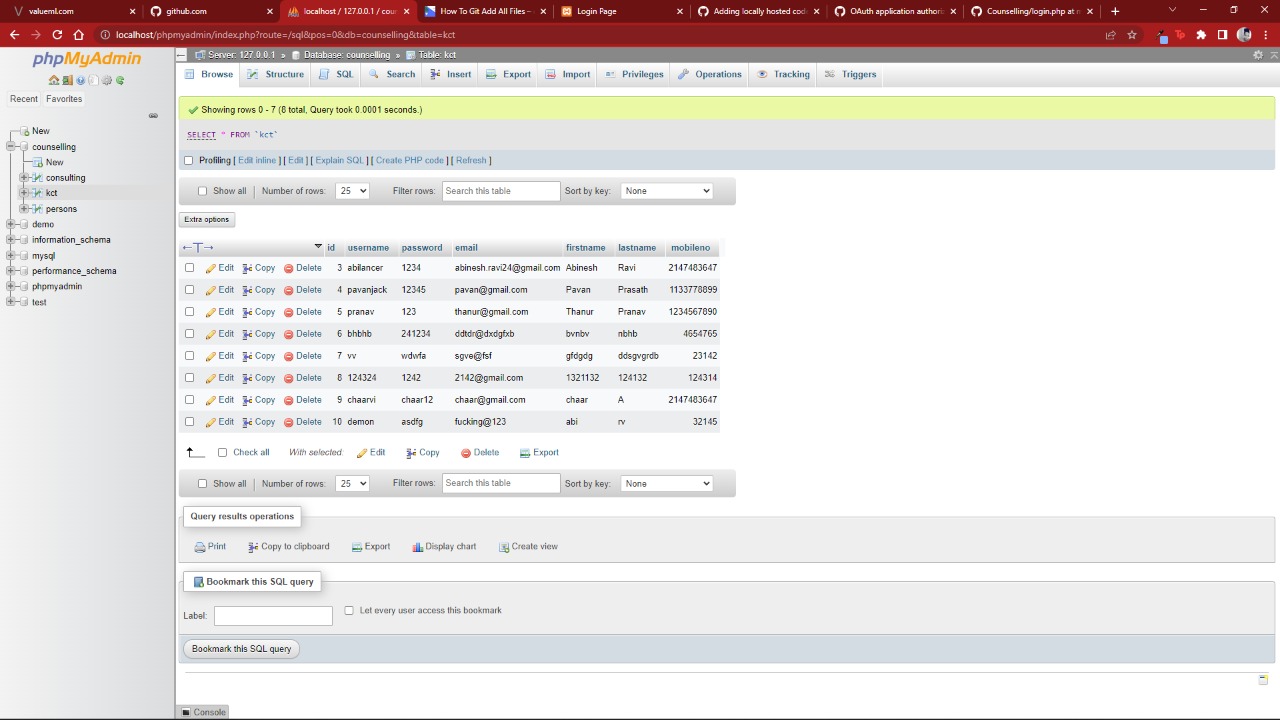 valueml.com
github.com
localhost / 127.0.0.1 / cou
How To Git Add All Files –
Login Page
Adding locally hosted code
OAuth application authoriz
Counselling/login.php at m
localhost/phpmyadmin/index.php?route=/sql&pos=0&db=counselling&table=kct
phpMyAdmin
Recent Favorites
New
counselling
New
consulting
kct
persons
demo
information_schema
mysql
performance_schema
phpmyadmin
test
Server: 127.0.0.1 » Database: counselling » Table: kct
Browse Structure SQL Search Insert Export Import Privileges Operations Tracking Triggers
Showing rows 0 - 7 (8 total, Query took 0.0001 seconds.)
SELECT * FROM `kct`
Profiling [ Edit inline ] [ Edit ] [ Explain SQL ] [ Create PHP code ] [ Refresh ]
Show all | Number of rows: 25 Filter rows: Search this table Sort by key: None
Extra options
←T→ id username password email firstname lastname mobileno
Edit Copy Delete 3 abilancer 1234 abinesh.ravi24@gmail.com Abinesh Ravi 2147483647
Edit Copy Delete 4 pavanjack 12345 pavan@gmail.com Pavan Prasath 1133778899
Edit Copy Delete 5 pranav 123 thanur@gmail.com Thanur Pranav 1234567890
Edit Copy Delete 6 bhbhb 241234 ddtdr@dxdgfxb bvnbv nbhb 4654765
Edit Copy Delete 7 vv wdwfa sgve@fsf gfdgdg ddsgvgrdb 23142
Edit Copy Delete 8 124324 1242 2142@gmail.com 1321132 124132 124314
Edit Copy Delete 9 chaarvi chaar12 chaar@gmail.com chaar A 2147483647
Edit Copy Delete 10 demon asdfg fucking@123 abi rv 32145
Check all With selected: Edit Copy Delete Export
Show all | Number of rows: 25 Filter rows: Search this table Sort by key: None
Query results operations
Print Copy to clipboard Export Display chart Create view
Bookmark this SQL query
Label: Let every user access this bookmark
Bookmark this SQL query
Console